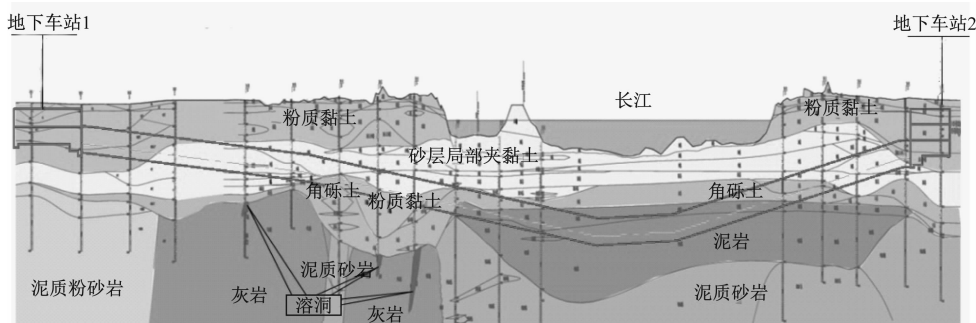 地下车站1
地下车站2
长江
粉质黏土
粉质黏土
砂层局部夹黏土
角砾土
粉质黏土
角砾土
泥岩
泥质砂岩
泥质粉砂岩
灰岩
溶洞
灰岩
泥质砂岩